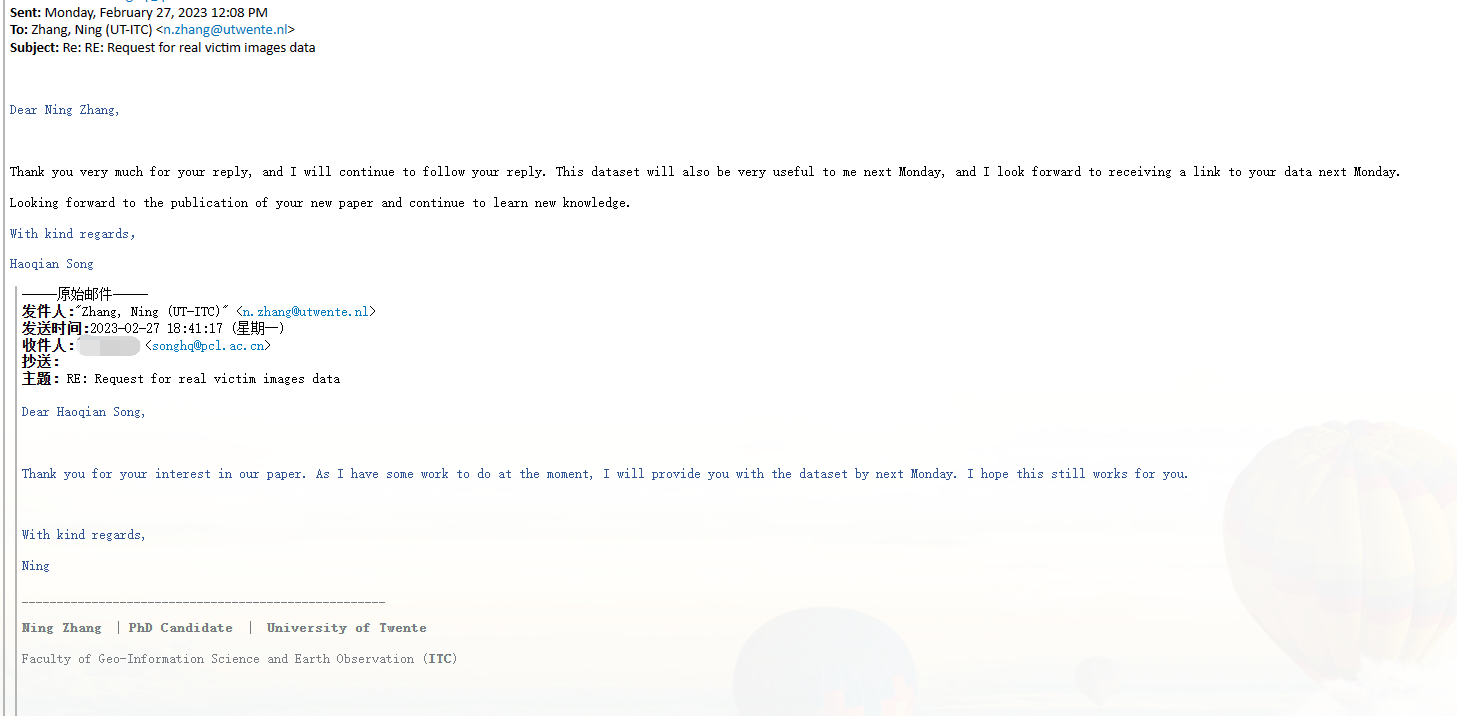 Sent: Monday, February 27, 2023 12:08 PM
To: Zhang, Ning (UT-ITC) <n.zhang@utwente.nl>
Subject: Re: RE: Request for real victim images data
Dear Ning Zhang,
Thank you very much for your reply, and I will continue to follow your reply. This dataset will also be very useful to me next Monday, and I look forward to receiving a link to your data next Monday.
Looking forward to the publication of your new paper and continue to learn new knowledge.
With kind regards,
Haoqian Song
-----原始邮件-----
发件人:"Zhang, Ning (UT-ITC)" <n.zhang@utwente.nl>
发送时间:2023-02-27 18:41:17 (星期一)
收件人: <songhq@pcl.ac.cn>
抄送:
主题: RE: Request for real victim images data
Dear Haoqian Song,
Thank you for your interest in our paper. As I have some work to do at the moment, I will provide you with the dataset by next Monday. I hope this still works for you.
With kind regards,
Ning
____________________________________________________
Ning Zhang | PhD Candidate | University of Twente
Faculty of Geo-Information Science and Earth Observation (ITC)